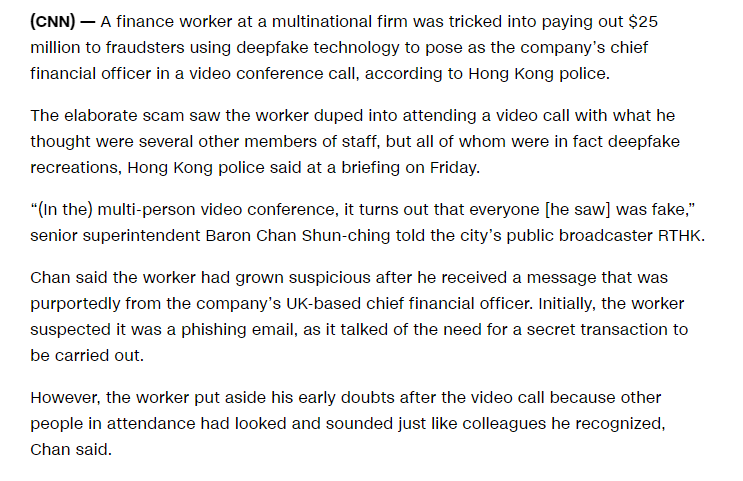 (CNN) — A finance worker at a multinational firm was tricked into paying out $25
million to fraudsters using deepfake technology to pose as the company’s chief
financial officer in a video conference call, according to Hong Kong police.
The elaborate scam saw the worker duped into attending a video call with what he
thought were several other members of staff, but all of whom were in fact deepfake
recreations, Hong Kong police said at a briefing on Friday.
“(In the) multi-person video conference, it turns out that everyone [he saw] was fake,”
senior superintendent Baron Chan Shun-ching told the city’s public broadcaster RTHK.
Chan said the worker had grown suspicious after he received a message that was
purportedly from the company’s UK-based chief financial officer. Initially, the worker
suspected it was a phishing email, as it talked of the need for a secret transaction to
be carried out.
However, the worker put aside his early doubts after the video call because other
people in attendance had looked and sounded just like colleagues he recognized,
Chan said.